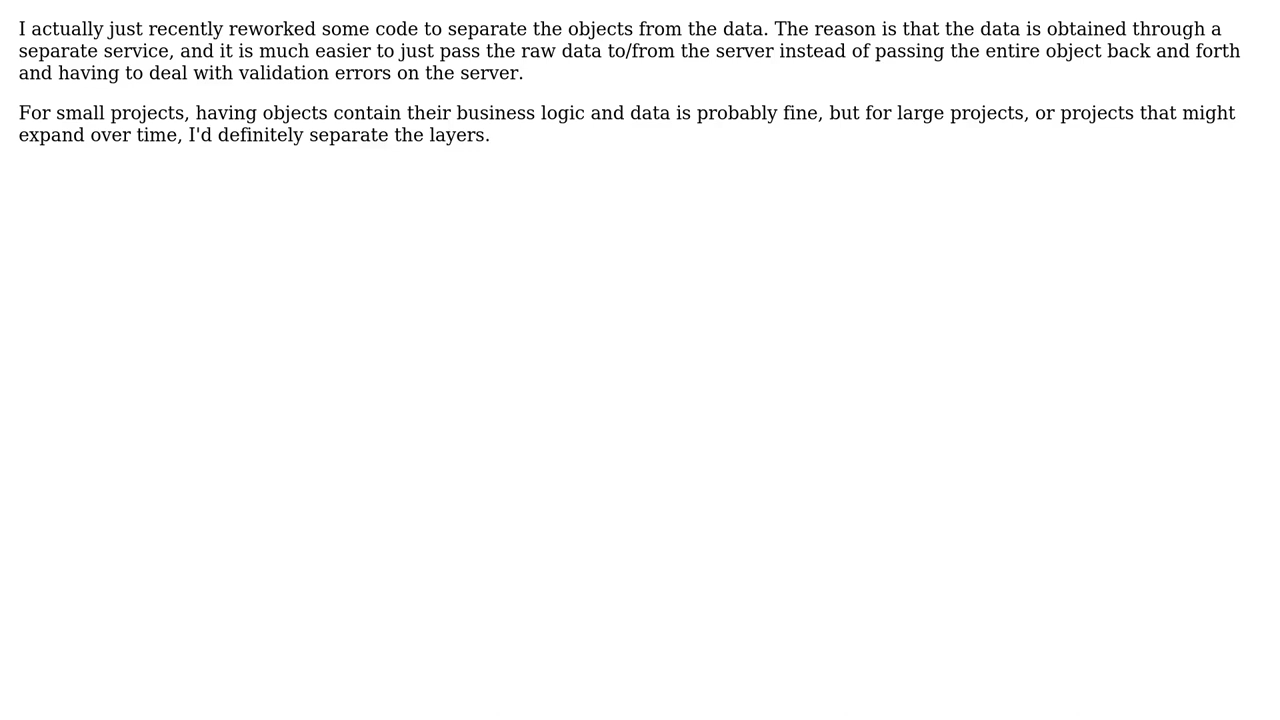 I actually just recently reworked some code to separate the objects from the data. The reason is that the data is obtained through a
separate service, and it is much easier to just pass the raw data to/from the server instead of passing the entire object back and forth
and having to deal with validation errors on the server.
For small projects, having objects contain their business logic and data is probably fine, but for large projects, or projects that might
expand over time, I'd definitely separate the layers.